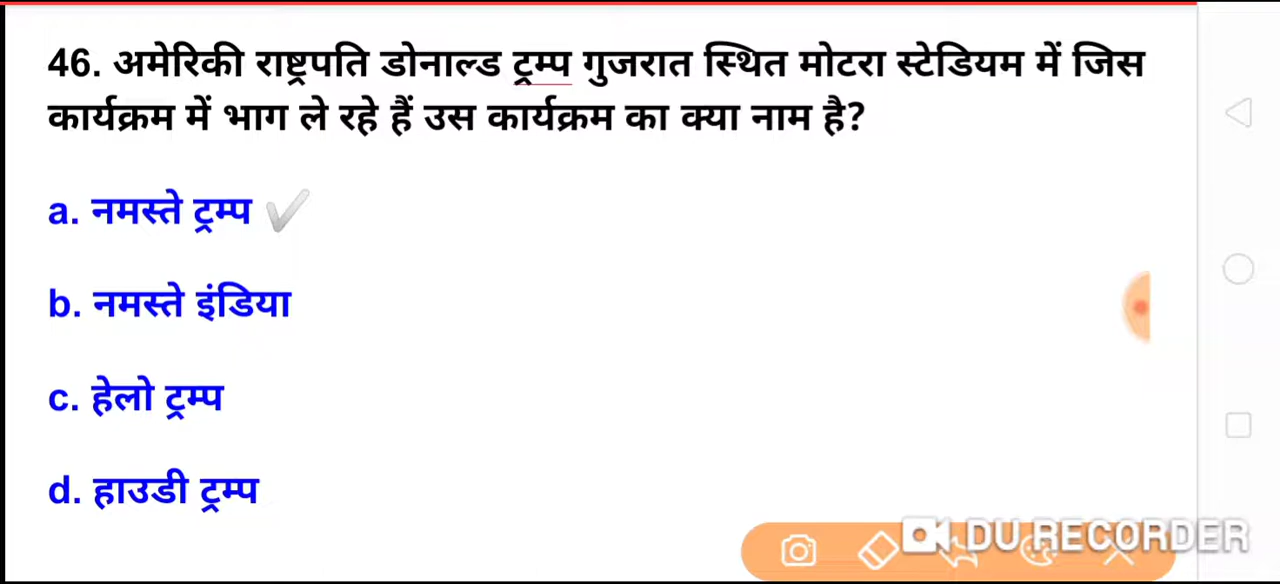 46. अमेरिकी राष्ट्रपति डोनाल्ड ट्रम्प गुजरात स्थित मोटरा स्टेडियम में जिस
कार्यक्रम में भाग ले रहे हैं उस कार्यक्रम का क्या नाम है?
a. नमस्ते ट्रम्प
b. नमस्ते इंडिया
c. हेलो ट्रम्प
d. हाउडी ट्रम्प
DU RECORDER